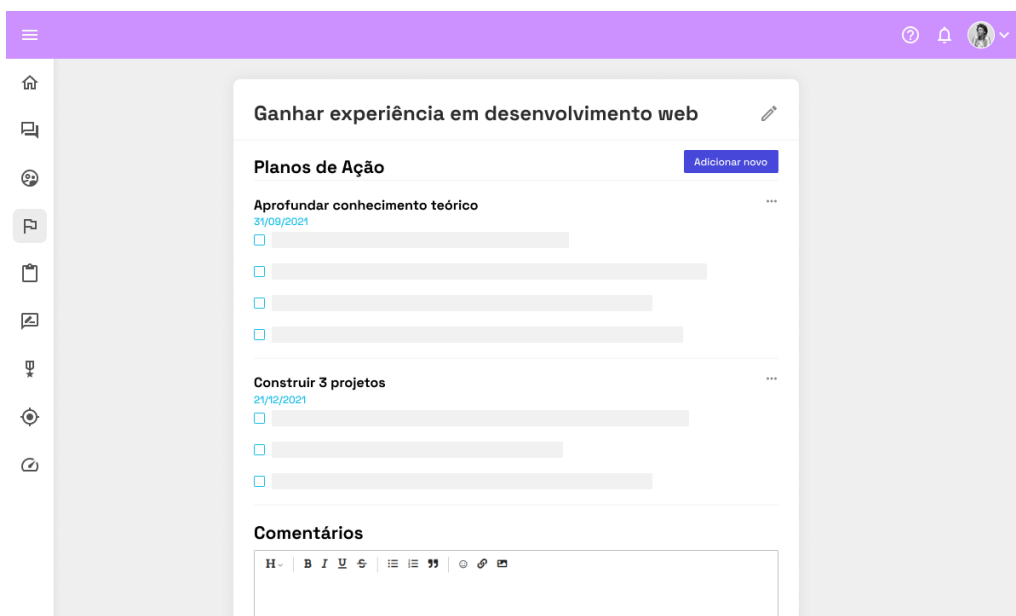 Ganhar experiência em desenvolvimento web
Planos de Ação
Adicionar novo
Aprofundar conhecimento teórico
31/09/2021
Construir 3 projetos
21/12/2021
Comentários
H B I U S